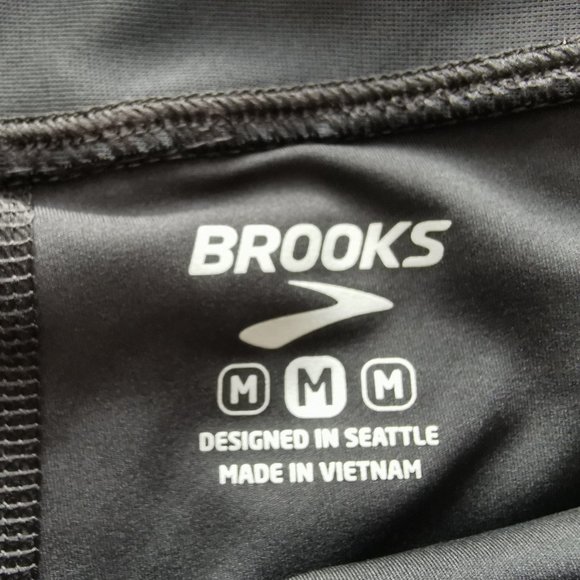 BROOKS
M M M
DESIGNED IN SEATTLE
MADE IN VIETNAM